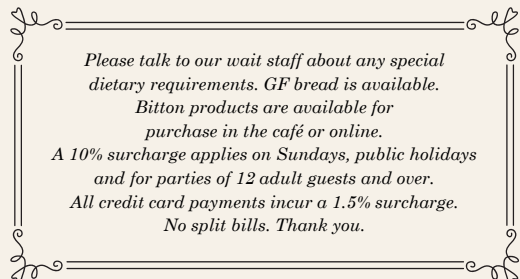 Please talk to our wait staff about any special
dietary requirements. GF bread is available.
Bitton products are available for
purchase in the café or online.
A 10% surcharge applies on Sundays, public holidays
and for parties of 12 adult guests and over.
All credit card payments incur a 1.5% surcharge.
No split bills. Thank you.